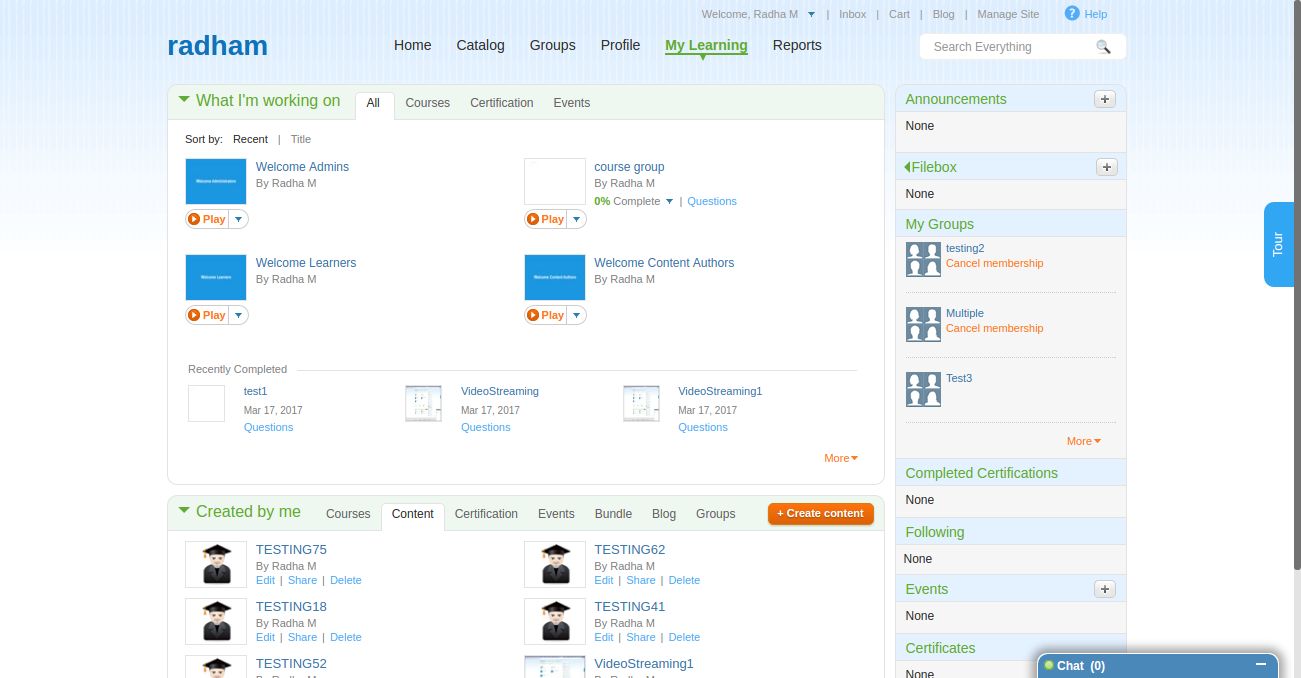 Welcome, Radha M | Inbox | Cart | Blog | Manage Site ? Help
radham
Home Catalog Groups Profile My Learning Reports
Search Everything
What I'm working on All Courses Certification Events
Sort by: Recent | Title
Welcome Admins
By Radha M
Play
course group
By Radha M
0% Complete | Questions
Play
Welcome Learners
By Radha M
Play
Welcome Content Authors
By Radha M
Play
Recently Completed
test1
Mar 17, 2017
Questions
VideoStreaming
Mar 17, 2017
Questions
VideoStreaming1
Mar 17, 2017
Questions
More
Created by me Courses Content Certification Events Bundle Blog Groups + Create content
TESTING75
By Radha M
Edit | Share | Delete
TESTING62
By Radha M
Edit | Share | Delete
TESTING18
By Radha M
Edit | Share | Delete
TESTING41
By Radha M
Edit | Share | Delete
TESTING52
By Radha M
VideoStreaming1
By Radha M
Announcements +
None
Filebox +
None
My Groups
testing2
Cancel membership
Multiple
Cancel membership
Test3
More
Completed Certifications
None
Following
None
Events +
None
Certificates
None
Tour
Chat (0)